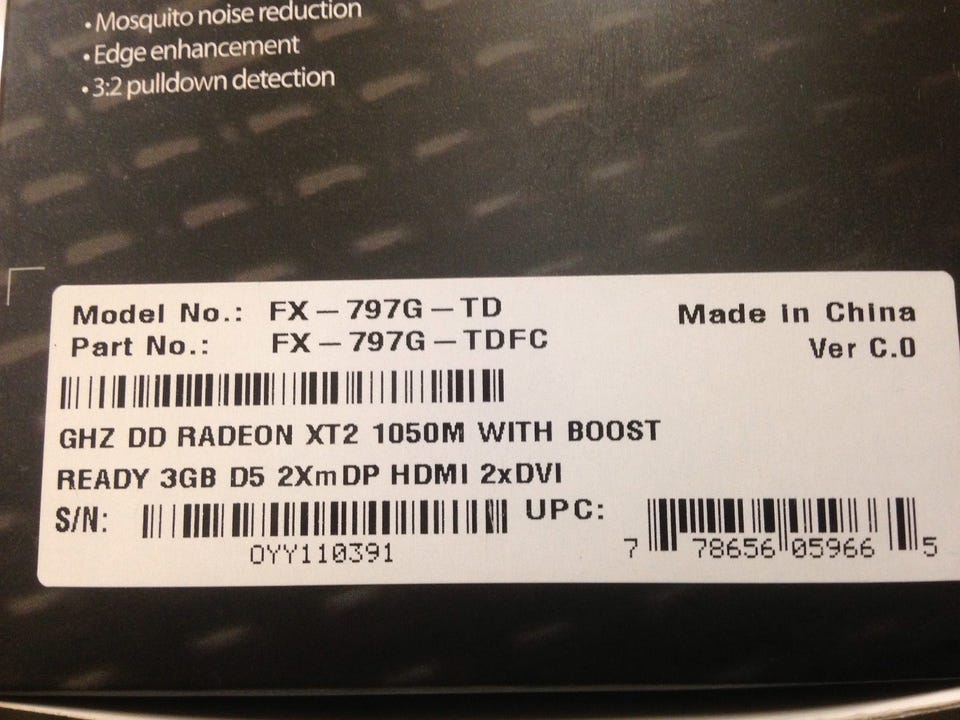 • Mosquito noise reduction
• Edge enhancement
• 3:2 pulldown detection
Model No.: FX-797G-TD
Made in China
Part No.: FX-797G-TDFC
Ver C.0
GHZ DD RADEON XT2 1050M WITH BOOST
READY 3GB D5 2XmDP HDMI 2xDVI
S/N:
UPC:
0YY110391
7 78656 05966 5